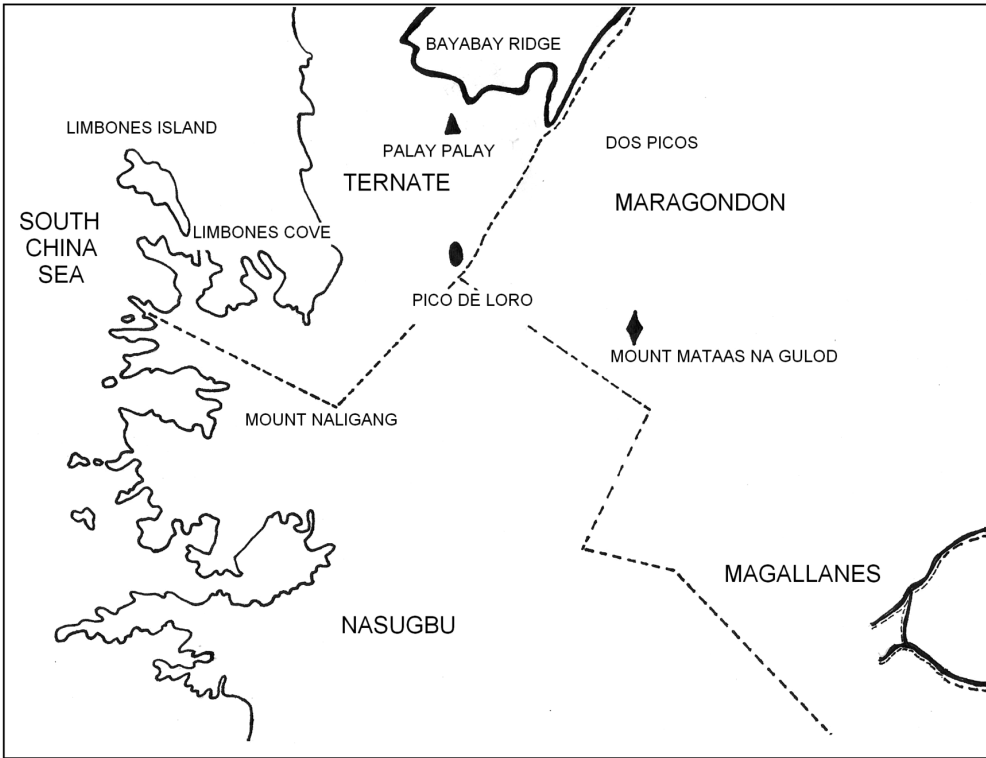 BAYABAY RIDGE
LIMBONES ISLAND
PALAY PALAY
DOS PICOS
TERNATE
MARAGONDON
SOUTH
CHINA
SEA
LIMBONES COVE
PICO DE LORO
MOUNT MATAAS NA GULOD
MOUNT NALIGANG
MAGALLANES
NASUGBU